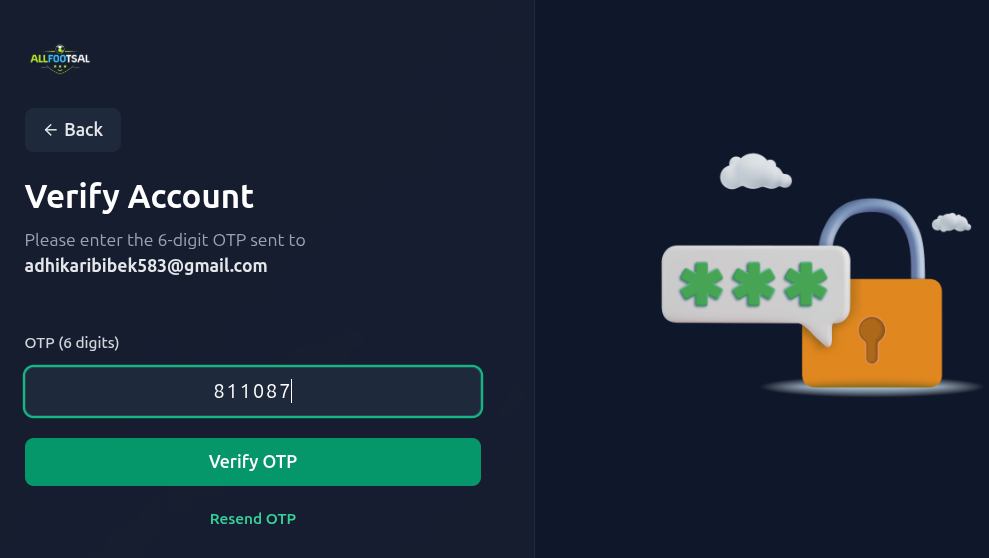 ALLFOOTSAL
← Back
Verify Account
Please enter the 6-digit OTP sent to
adhikaribibek583@gmail.com
OTP (6 digits)
811087
Verify OTP
Resend OTP